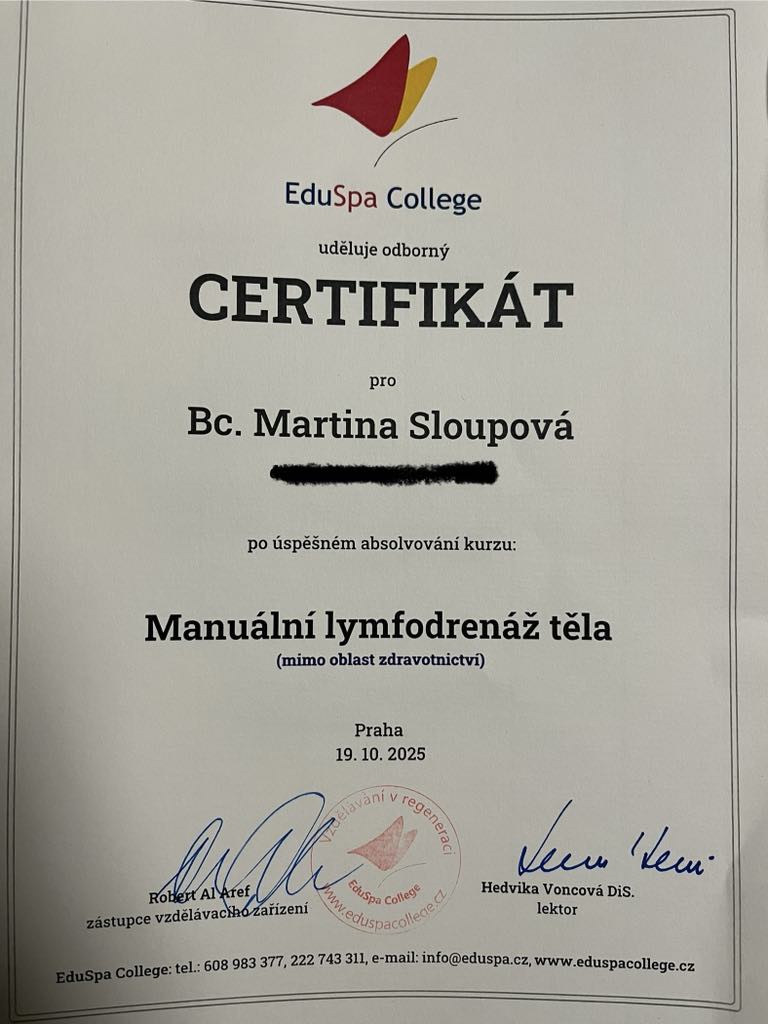 EduSpa College
uděluje odborný
CERTIFIKÁT
pro
Bc. Martina Sloupová
po úspěšném absolvování kurzu:
Manuální lymfodrenáž těla
(mimo oblast zdravotnictví)
Praha
19. 10. 2025
Vzdělávání v regeneraci
EduSpa College
www.eduspacollege.cz
Robert Al Aref
zástupce vzdělávacího zařízení
Hedvika Voncová DiS.
lektor
EduSpa College: tel.: 608 983 377, 222 743 311, e-mail: info@eduspa.cz, www.eduspacollege.cz